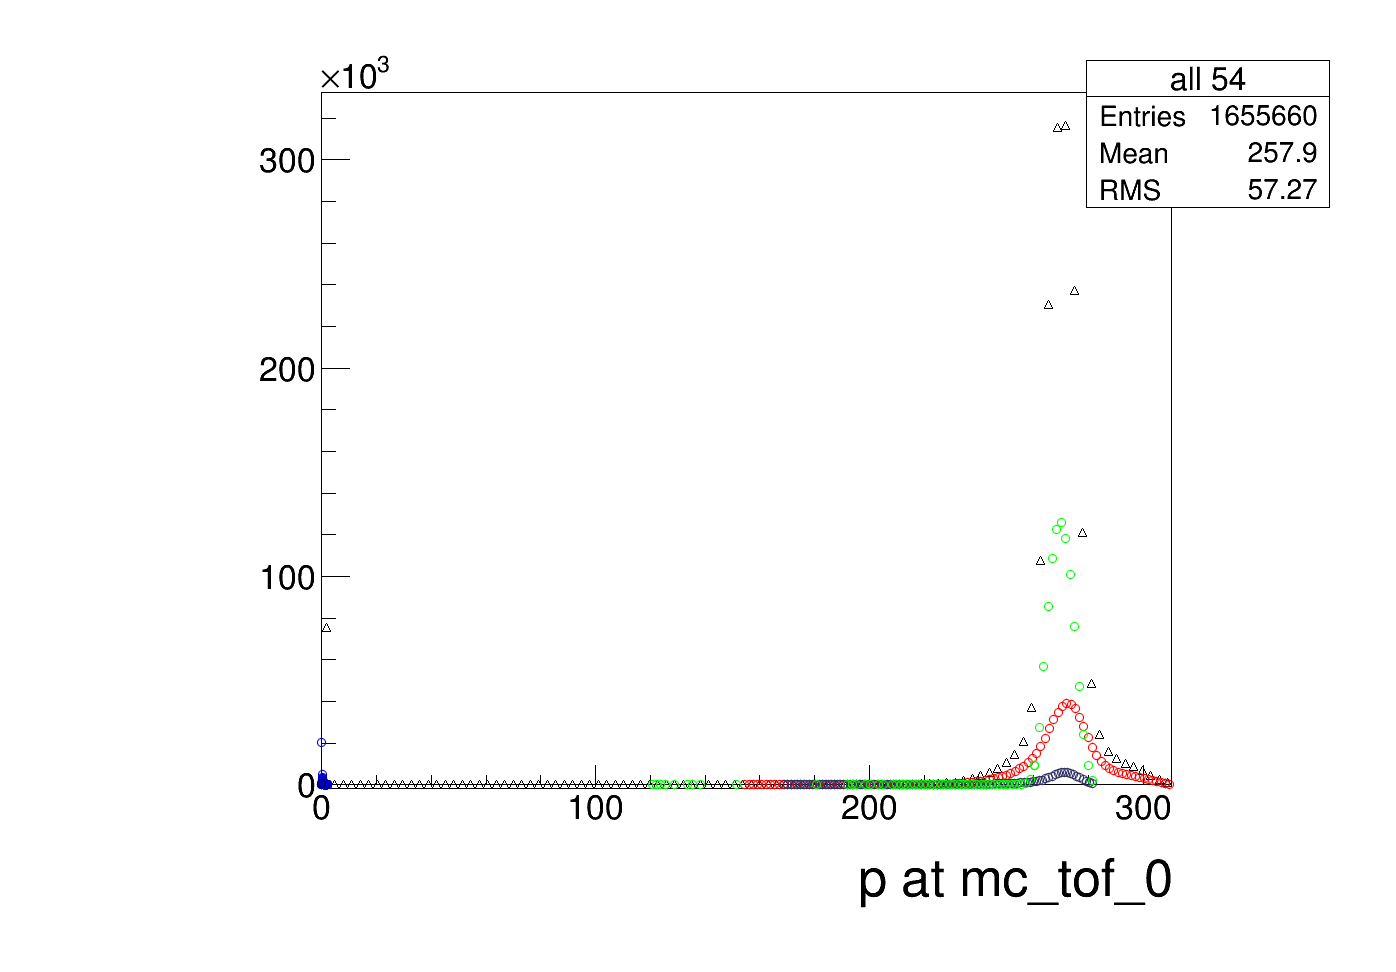 ×10³
all 54
Entries 1655660
Mean 257.9
RMS 57.27
300
200
100
0
0 100 200 300
p at mc_tof_0